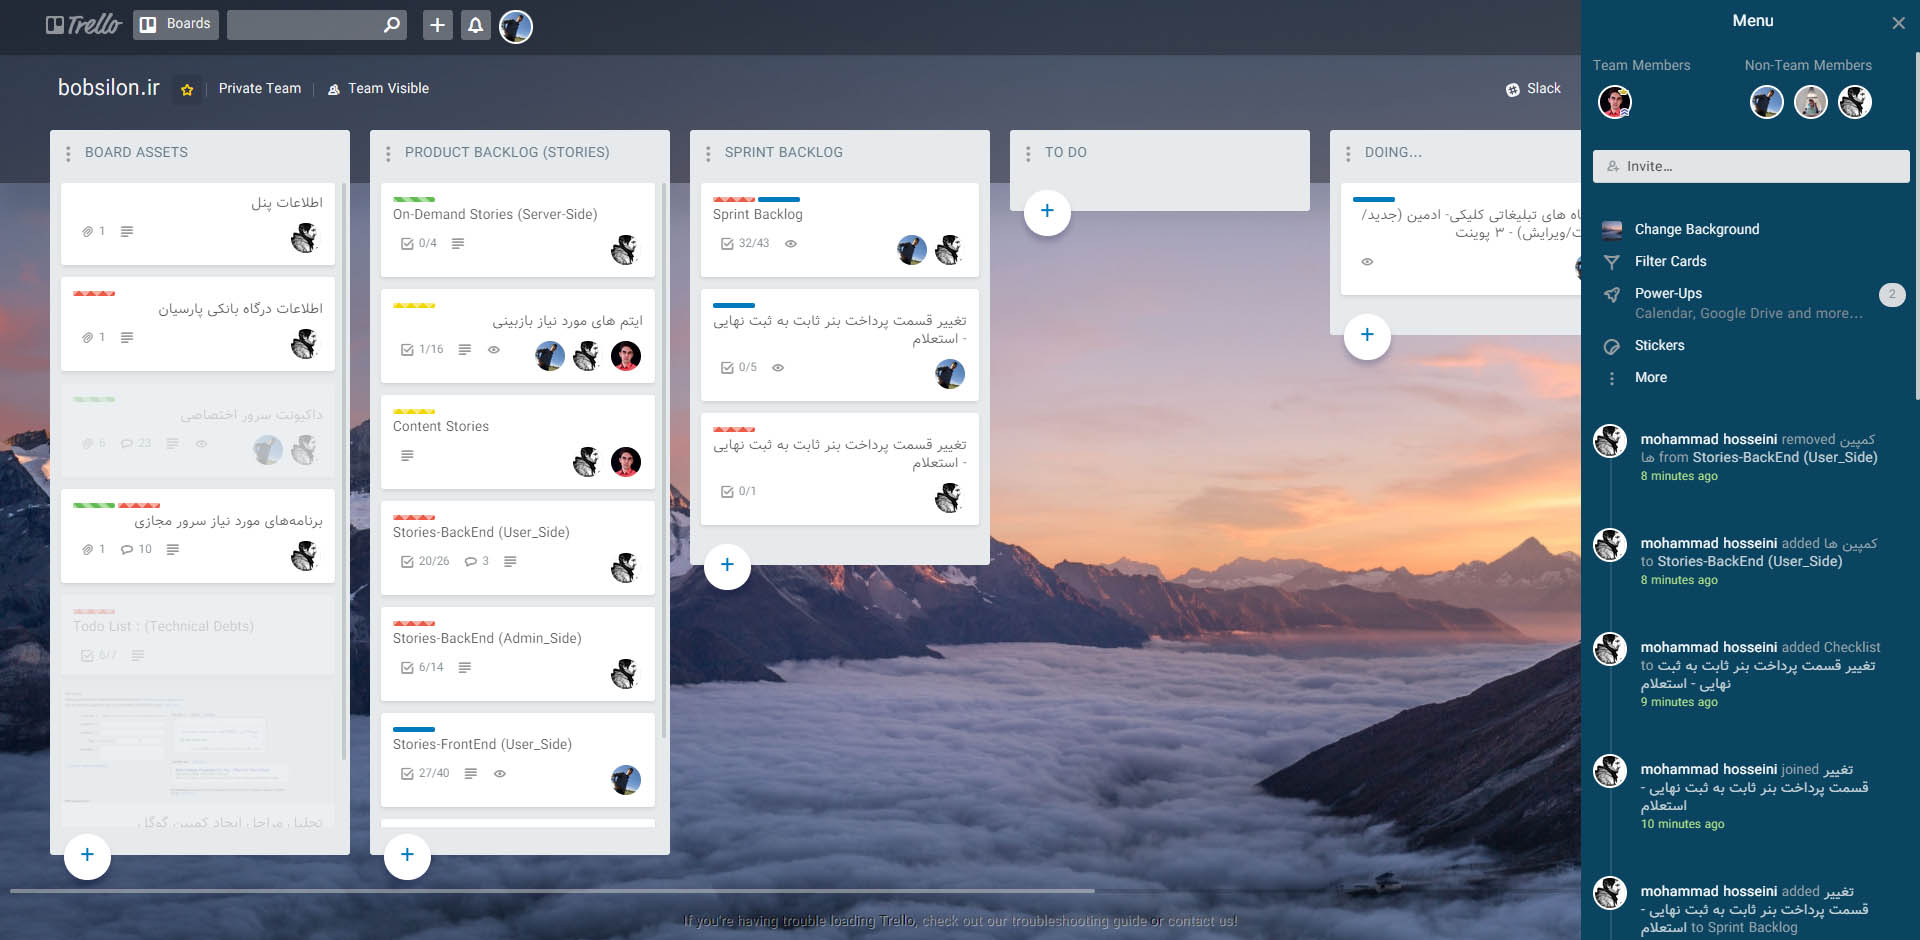 Trello
Boards
bobsilon.ir
Private Team
Team Visible
Slack
BOARD ASSETS
اطلاعات پنل
1
اطلاعات درگاه بانکی پارسیان
1
داکیونت سرور اختصاصی
6 23
برنامه‌های مورد نیاز سرور مجازی
1 10
Todo List : (Technical Debts)
6/7
تحلیل مراحل ایجاد کمپین گوگل
PRODUCT BACKLOG (STORIES)
On-Demand Stories (Server-Side)
0/4
ایتم های مورد نیاز بازبینی
1/16
Content Stories
Stories-BackEnd (User_Side)
20/26 3
Stories-BackEnd (Admin_Side)
6/14
Stories-FrontEnd (User_Side)
27/40
SPRINT BACKLOG
Sprint Backlog
32/43
تغییر قسمت پرداخت بنر ثابت به ثبت نهایی
- استعلام
0/5
تغییر قسمت پرداخت بنر ثابت به ثبت نهایی
- استعلام
0/1
TO DO
DOING...
اه های تبلیغاتی کلیکی- ادمین (جدید/
ت/ویرایش) - ۳ پوینت
If you're having trouble loading Trello, check out our troubleshooting guide or contact us!
Menu
Team Members
Non-Team Members
Invite...
Change Background
Filter Cards
Power-Ups
2
Calendar, Google Drive and more...
Stickers
More
mohammad hosseini removed کمپین
ها from Stories-BackEnd (User_Side)
8 minutes ago
mohammad hosseini added کمپین ها
to Stories-BackEnd (User_Side)
8 minutes ago
mohammad hosseini added Checklist
to تغییر قسمت پرداخت بنر ثابت به ثبت
نهایی - استعلام
9 minutes ago
mohammad hosseini joined تغییر
قسمت پرداخت بنر ثابت به ثبت نهایی -
استعلام
10 minutes ago
mohammad hosseini added تغییر
قسمت پرداخت بنر ثابت به ثبت نهایی -
استعلام to Sprint Backlog